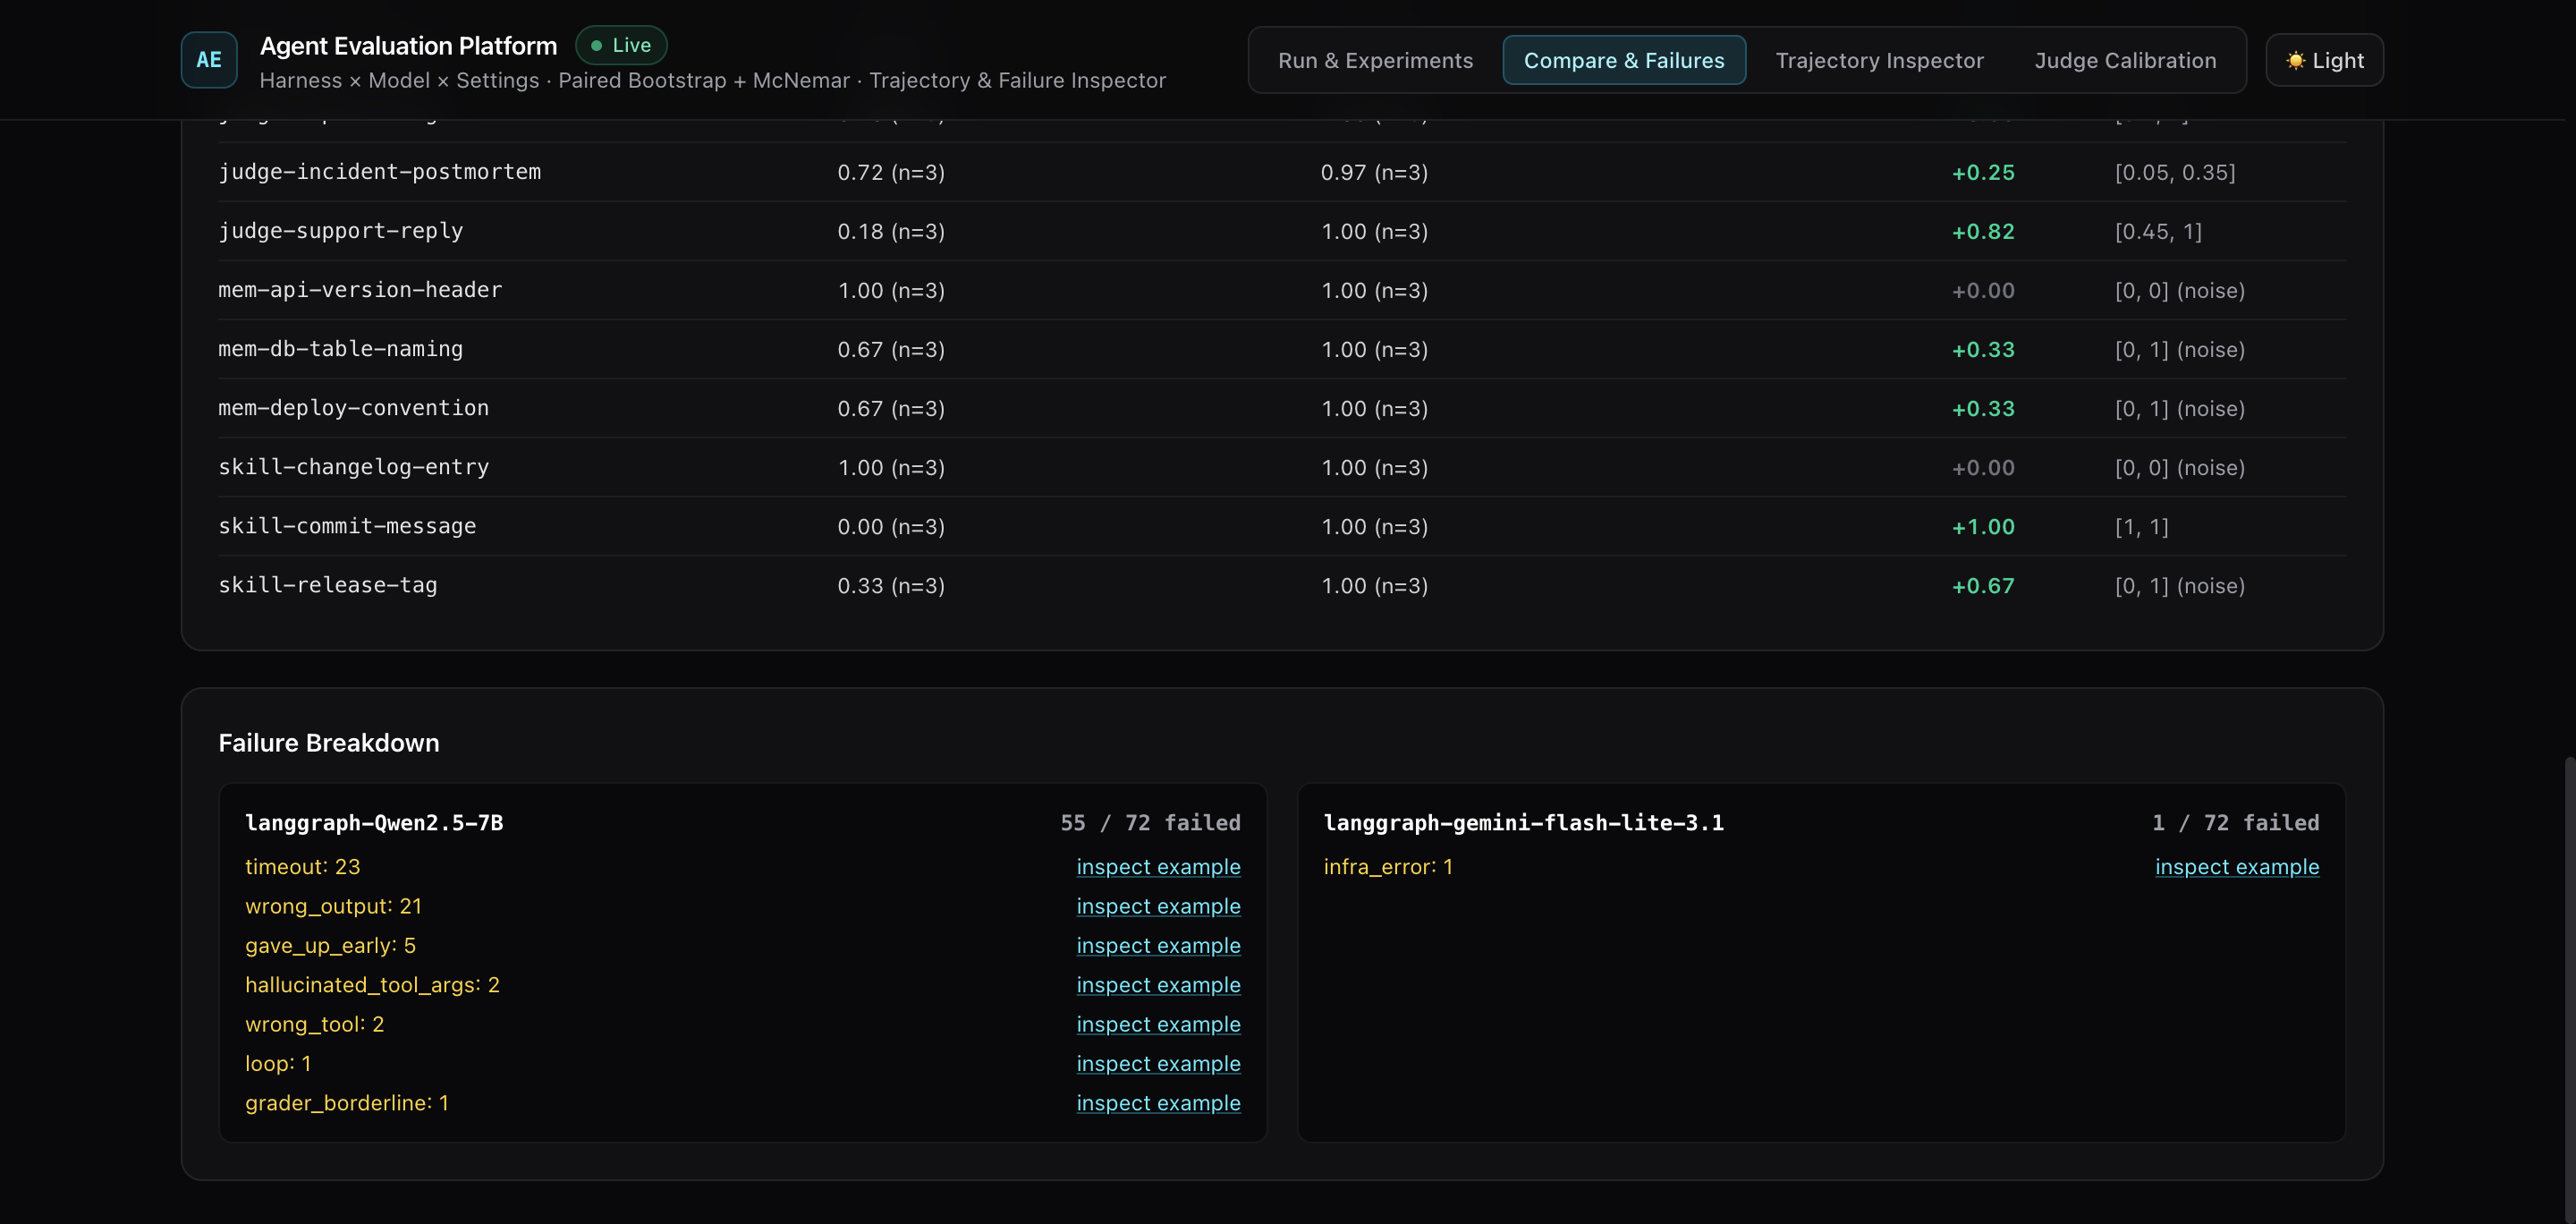 AE
Agent Evaluation Platform
Live
Harness × Model × Settings · Paired Bootstrap + McNemar · Trajectory & Failure Inspector
Run & Experiments
Compare & Failures
Trajectory Inspector
Judge Calibration
☀️ Light
judge-incident-postmortem 0.72 (n=3) 0.97 (n=3) +0.25 [0.05, 0.35]
judge-support-reply 0.18 (n=3) 1.00 (n=3) +0.82 [0.45, 1]
mem-api-version-header 1.00 (n=3) 1.00 (n=3) +0.00 [0, 0] (noise)
mem-db-table-naming 0.67 (n=3) 1.00 (n=3) +0.33 [0, 1] (noise)
mem-deploy-convention 0.67 (n=3) 1.00 (n=3) +0.33 [0, 1] (noise)
skill-changelog-entry 1.00 (n=3) 1.00 (n=3) +0.00 [0, 0] (noise)
skill-commit-message 0.00 (n=3) 1.00 (n=3) +1.00 [1, 1]
skill-release-tag 0.33 (n=3) 1.00 (n=3) +0.67 [0, 1] (noise)
Failure Breakdown
langgraph-Qwen2.5-7B 55 / 72 failed
timeout: 23 inspect example
wrong_output: 21 inspect example
gave_up_early: 5 inspect example
hallucinated_tool_args: 2 inspect example
wrong_tool: 2 inspect example
loop: 1 inspect example
grader_borderline: 1 inspect example
langgraph-gemini-flash-lite-3.1 1 / 72 failed
infra_error: 1 inspect example